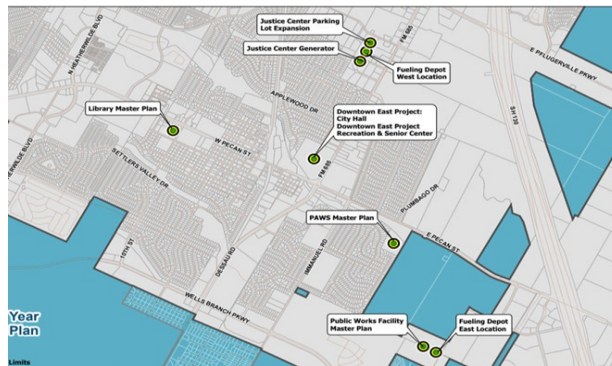 Justice Center Parking
Lot Expansion
FM 685
Justice Center Generator
N HEATHERWILDE BLVD
E PFLUGERVILLE PKWY
Fueling Depot
West Location
APPLEWOOD DR
SH 130
Library Master Plan
Downtown East Project:
City Hall
Downtown East Project
Recreation & Senior Center
W PECAN ST
FM 685
SETTLERS VALLEY DR
PLUMBAGO DR
PAWS Master Plan
E PECAN ST
10TH ST
DESSAU RD
IMMANUEL RD
WELLS BRANCH PKWY
Year
Plan
Public Works Facility
Master Plan
Fueling Depot
East Location
Limits